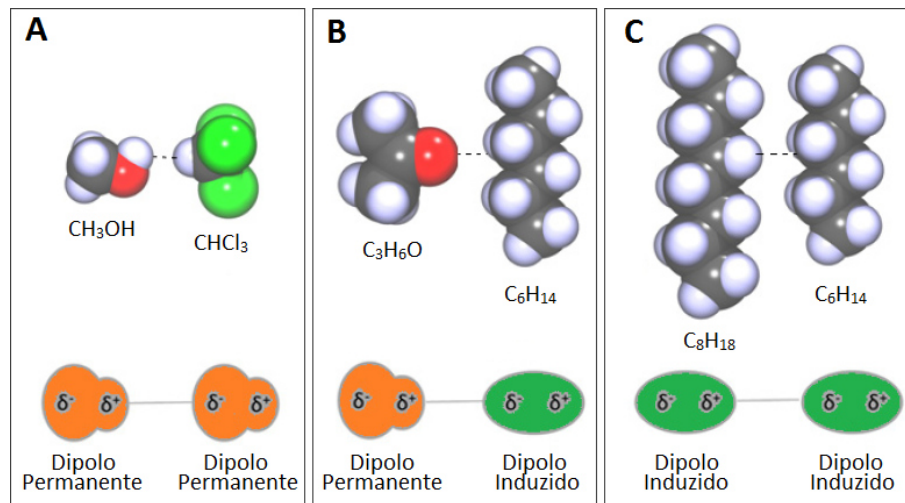 A
CH₃OH
CHCl₃
δ⁻ δ⁺
δ⁻ δ⁺
Dipolo
Permanente
Dipolo
Permanente
B
C₃H₆O
C₆H₁₄
δ⁻ δ⁺
δ⁻ δ⁺
Dipolo
Permanente
Dipolo
Induzido
C
C₈H₁₈
C₆H₁₄
δ⁻ δ⁺
δ⁻ δ⁺
Dipolo
Induzido
Dipolo
Induzido